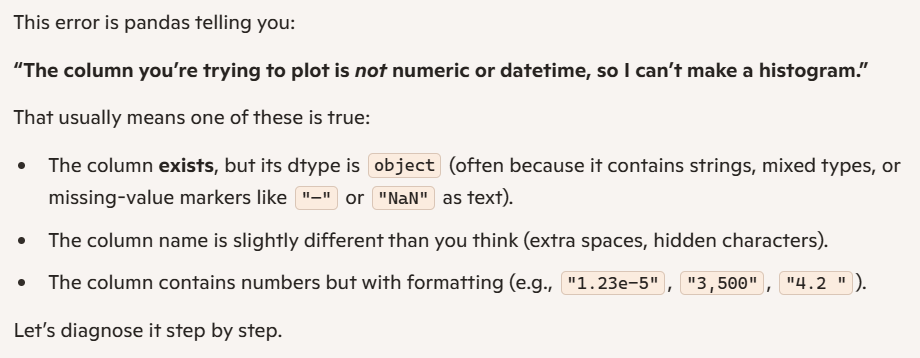 This error is pandas telling you:
“The column you’re trying to plot is not numeric or datetime, so I can’t make a histogram.”
That usually means one of these is true:
• The column exists, but its dtype is object (often because it contains strings, mixed types, or
missing-value markers like "—" or "NaN" as text).
• The column name is slightly different than you think (extra spaces, hidden characters).
• The column contains numbers but with formatting (e.g., "1.23e−5", "3,500", "4.2 ").
Let’s diagnose it step by step.